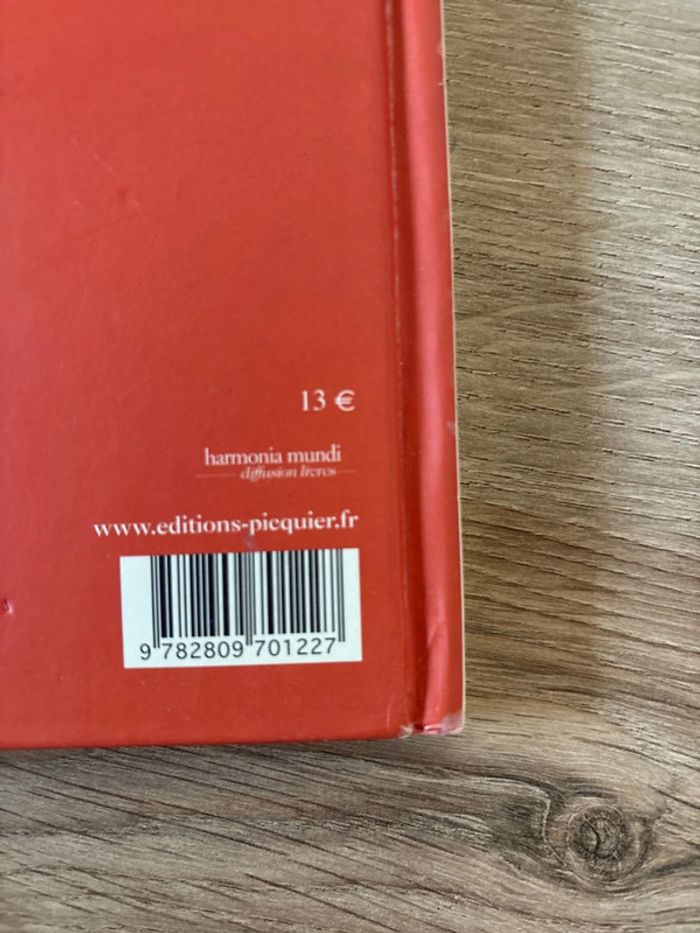 13 €
harmonia mundi
diffusion livres
www.editions-picquier.fr
9 782809 701227